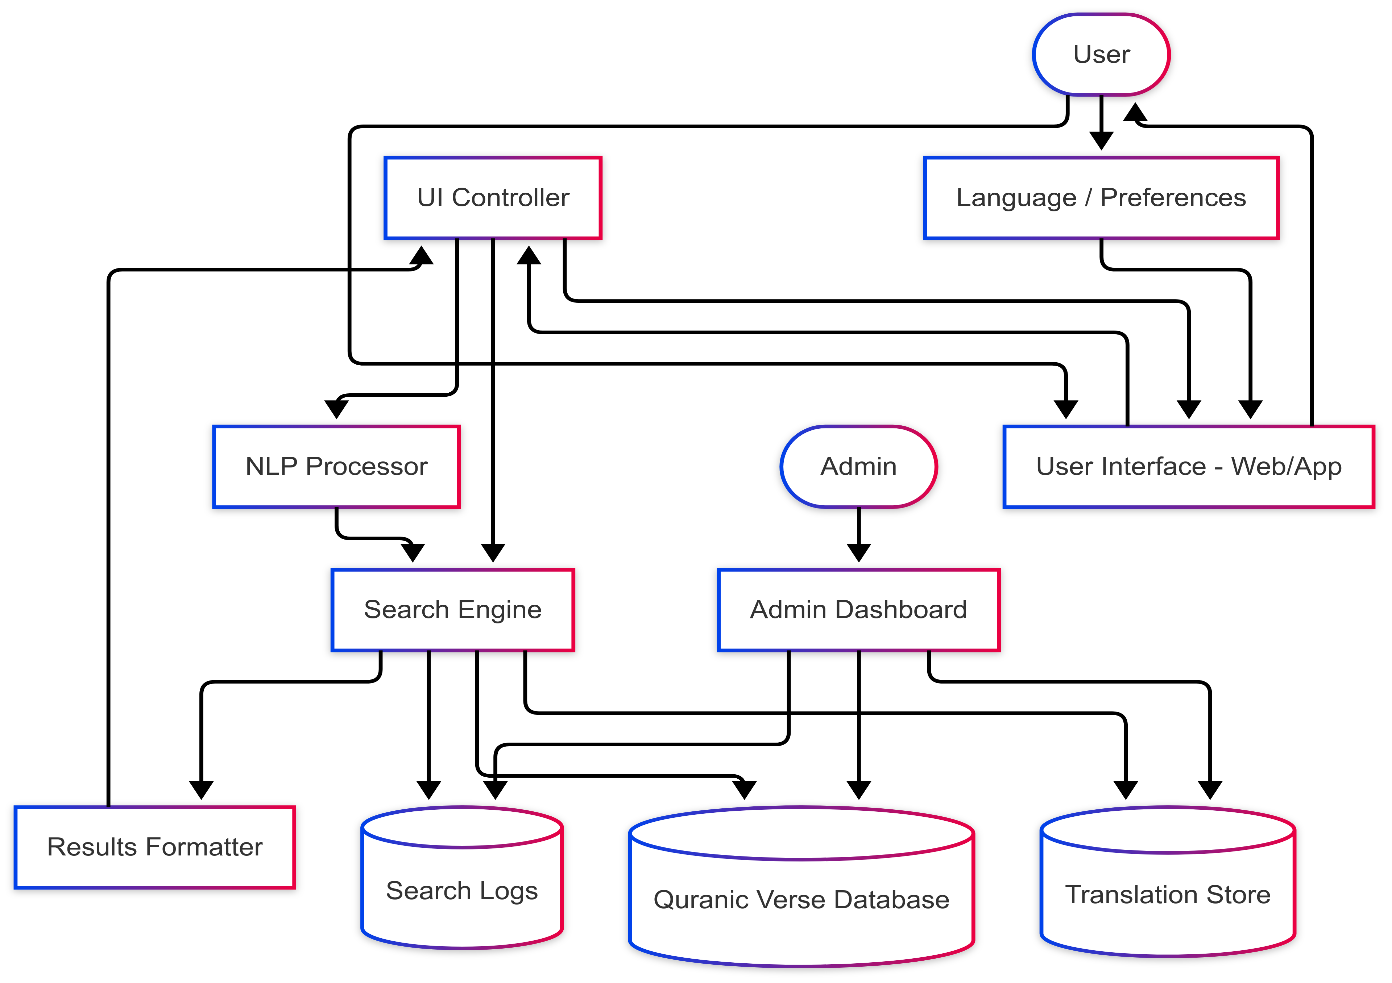 User
UI Controller
Language / Preferences
NLP Processor
Admin
User Interface - Web/App
Search Engine
Admin Dashboard
Results Formatter
Search Logs
Quranic Verse Database
Translation Store